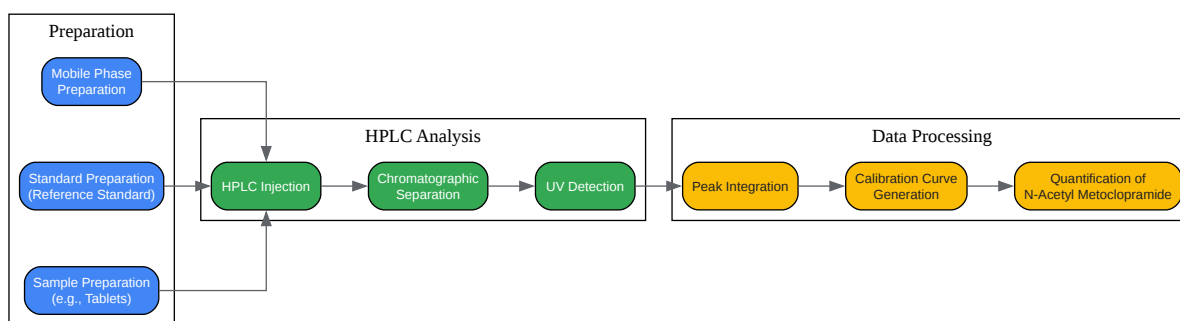 Preparation
Mobile Phase
Preparation
Standard Preparation
(Reference Standard)
Sample Preparation
(e.g., Tablets)
HPLC Analysis
HPLC Injection
Chromatographic
Separation
UV Detection
Data Processing
Peak Integration
Calibration Curve
Generation
Quantification of
N-Acetyl Metoclopramide